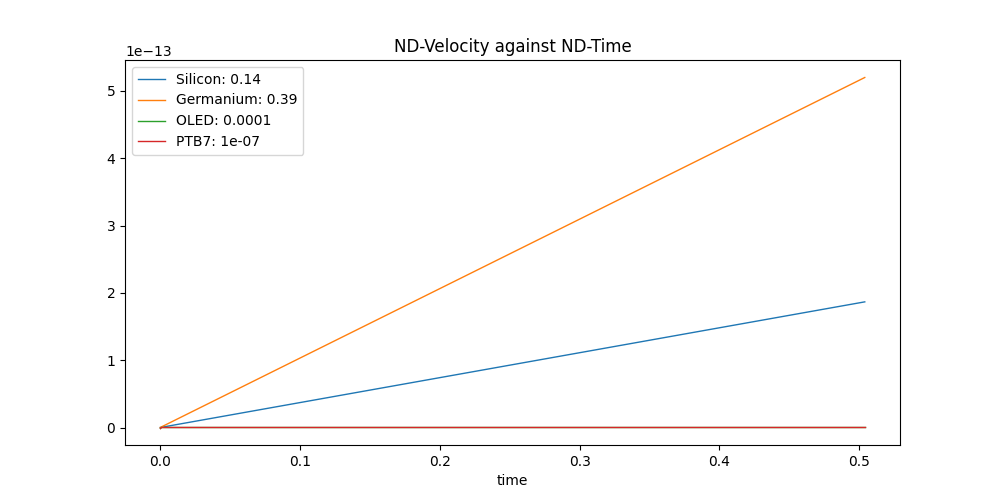 ND-Velocity against ND-Time
1e−13
Silicon: 0.14
Germanium: 0.39
OLED: 0.0001
PTB7: 1e-07
5
4
3
2
1
0
0.0 0.1 0.2 0.3 0.4 0.5
time